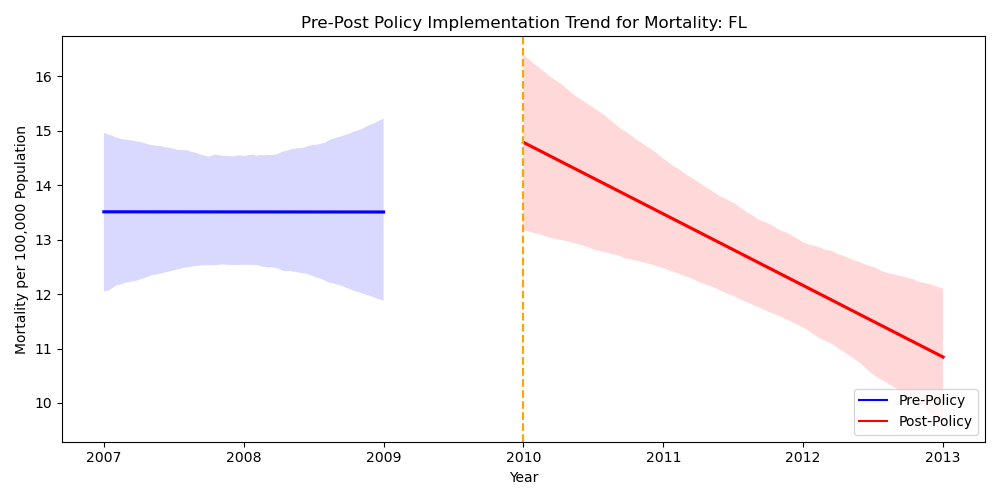 Pre-Post Policy Implementation Trend for Mortality: FL
Mortality per 100,000 Population
16
15
14
13
12
11
10
2007 2008 2009 2010 2011 2012 2013
Year
Pre-Policy
Post-Policy